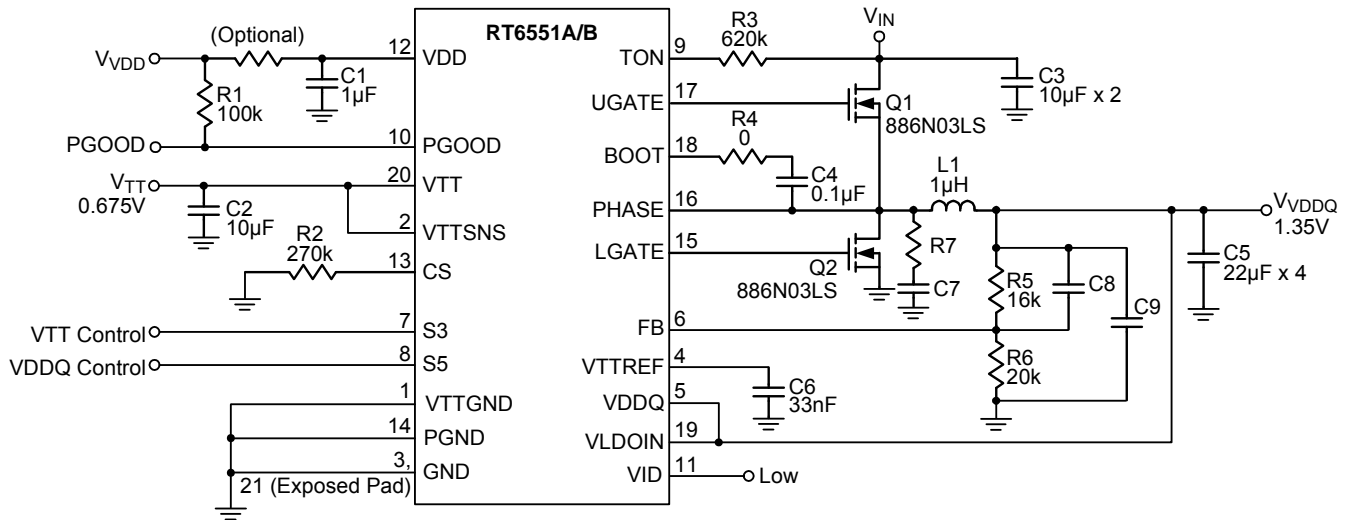 RT6551A/B
(Optional)
VVDD
12
VDD
C1
1µF
R1
100k
PGOOD
10
PGOOD
VTT
0.675V
20
VTT
C2
10µF
2
VTTSNS
R2
270k
13
CS
VTT Control
7
S3
VDDQ Control
8
S5
1
VTTGND
14
PGND
3,
GND
21 (Exposed Pad)
VIN
R3
620k
TON
9
C3
10µF x 2
UGATE
17
Q1
886N03LS
R4
0
BOOT
18
C4
0.1µF
L1
1µH
PHASE
16
VVDDQ
1.35V
LGATE
15
R7
Q2
886N03LS
C7
C5
22µF x 4
R5
16k
C8
C9
FB
6
R6
20k
VTTREF
4
C6
33nF
VDDQ
5
VLDOIN
19
VID
11
Low